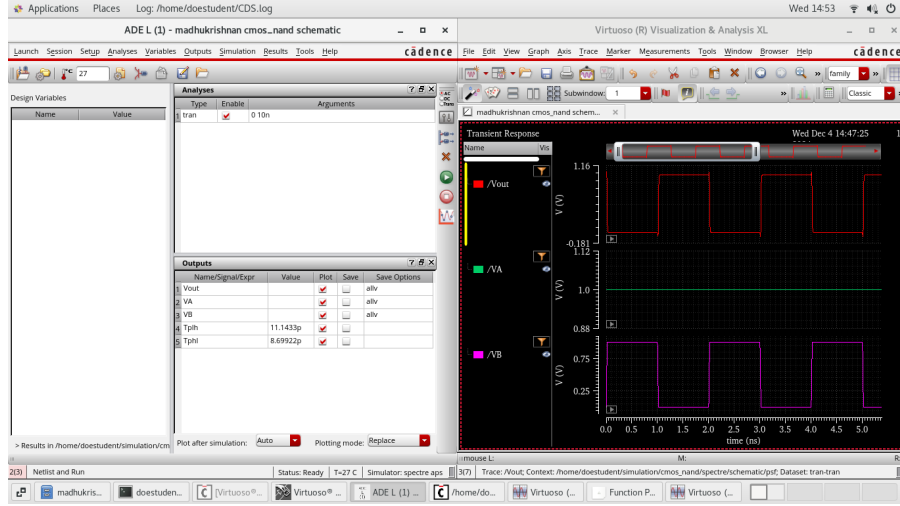 Applications Places Log: /home/doestudent/CDS.log Wed 14:53
ADE L (1) - madhukrishnan cmos_nand schematic
Launch Session Setup Analyses Variables Outputs Simulation Results Tools Help cādence
27
Design Variables
Name Value
Analyses
Type Enable Arguments
1 tran 0 10n
Outputs
Name/Signal/Expr Value Plot Save Save Options
1 Vout allv
2 VA allv
3 VB allv
4 Tplh 11.1433p
5 Tphl 8.69922p
> Results in /home/doestudent/simulation/cm
Plot after simulation: Auto Plotting mode: Replace
AC
DC
Trans
2(3) Netlist and Run Status: Ready T=27 C Simulator: spectre aps
Virtuoso (R) Visualization & Analysis XL
File Edit View Graph Axis Trace Marker Measurements Tools Window Browser Help cādence
» family »
Subwindow: 1 » Classic
madhukrishnan cmos_nand schem...
Transient Response Wed Dec 4 14:47:25 1
Name Vis
/Vout
1.16
V (V)
-0.181
/VA
1.12
1.0
V (V)
0.88
/VB
0.75
V (V)
0.25
0.0 0.5 1.0 1.5 2.0 2.5 3.0 3.5 4.0 4.5 5.0
time (ns)
mouse L: M: R
3(7) Trace: /Vout; Context: /home/doestudent/simulation/cmos_nand/spectre/schematic/psf; Dataset: tran-tran
madhukris... doestuden... [Virtuoso®... Virtuoso® ... ADE L (1) ... /home/do... Virtuoso (... Function P... Virtuoso (...